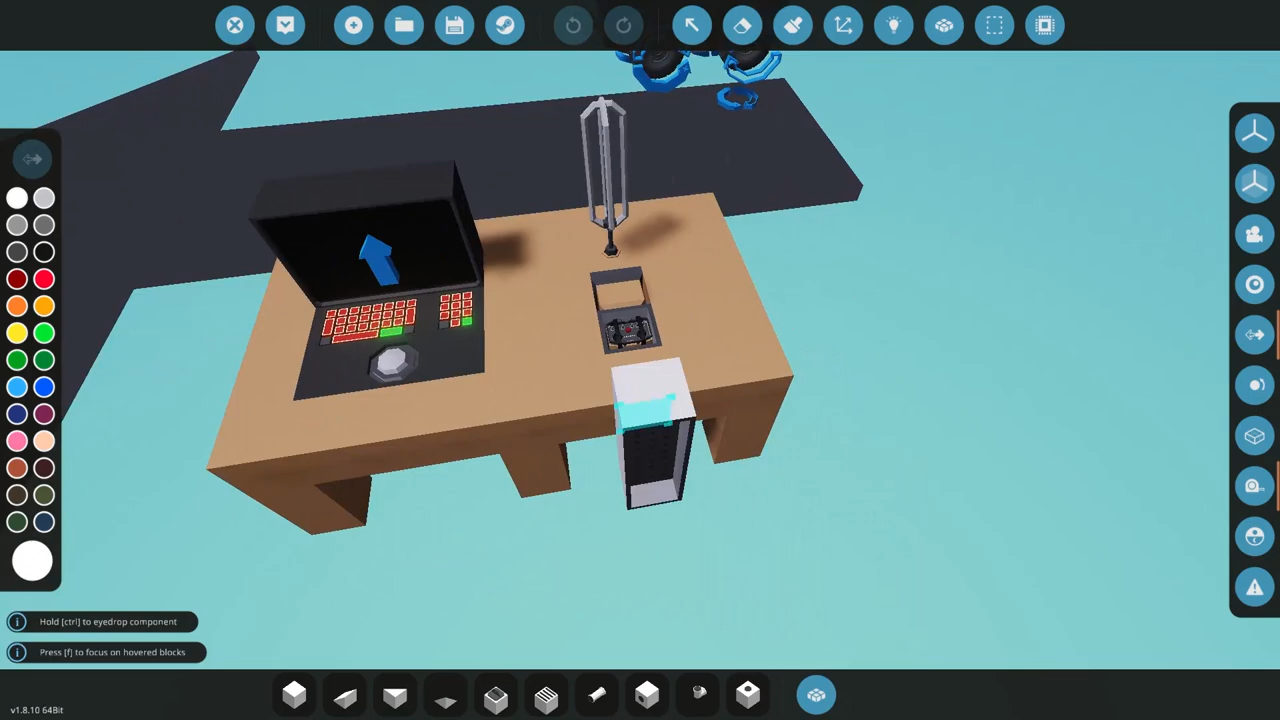 Hold [ctrl] to eyedrop component
Press [f] to focus on hovered blocks
v1.8.10 64Bit